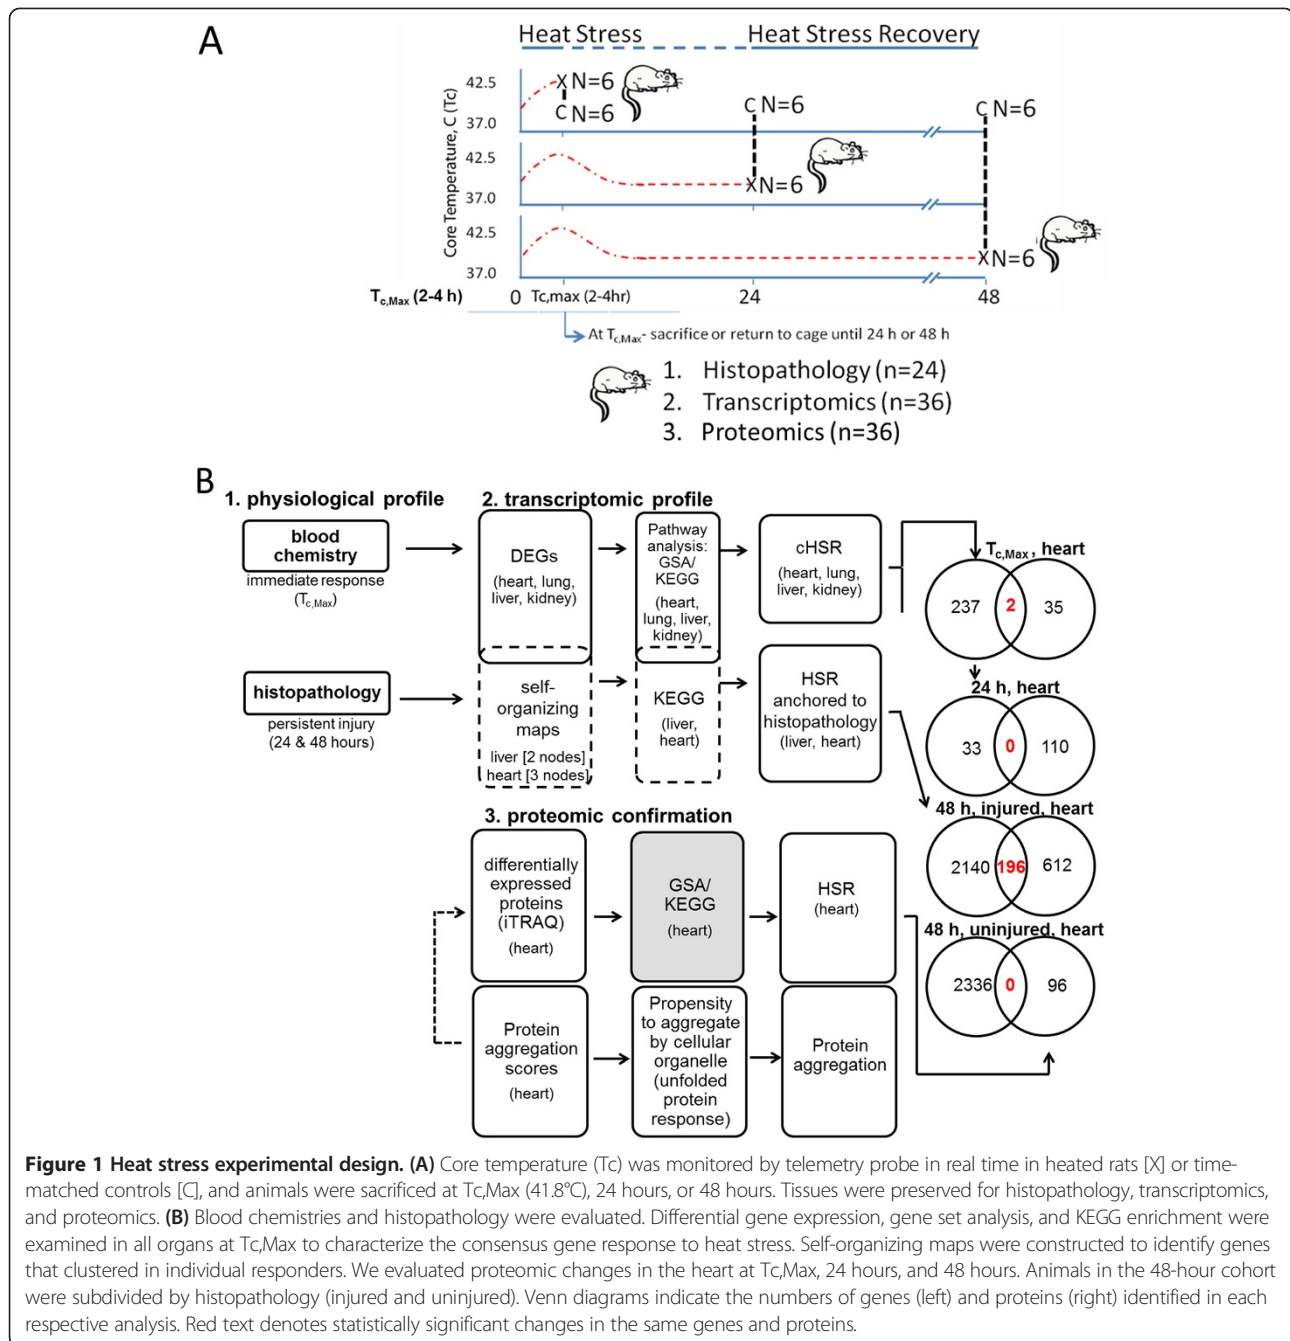 A
Heat Stress
Heat Stress Recovery
Core Temperature, C (Tc)
42.5
37.0
X N=6
C N=6
C N=6
C N=6
42.5
37.0
X N=6
42.5
37.0
X N=6
T_c,Max (2-4 h)
0
Tc,max (2-4hr)
24
48
At T_c,Max- sacrifice or return to cage until 24 h or 48 h
1. Histopathology (n=24)
2. Transcriptomics (n=36)
3. Proteomics (n=36)
B
1. physiological profile
2. transcriptomic profile
blood
chemistry
immediate response
(T_c,Max)
DEGs
(heart, lung,
liver, kidney)
Pathway
analysis:
GSA/
KEGG
(heart,
lung, liver,
kidney)
cHSR
(heart, lung,
liver, kidney)
T_c,Max, heart
237 2 35
histopathology
persistent injury
(24 & 48 hours)
self-
organizing
maps
liver [2 nodes]
heart [3 nodes]
KEGG
(liver,
heart)
HSR
anchored to
histopathology
(liver, heart)
24 h, heart
33 0 110
48 h, injured, heart
2140 196 612
3. proteomic confirmation
differentially
expressed
proteins
(iTRAQ)
(heart)
GSA/
KEGG
(heart)
HSR
(heart)
48 h, uninjured, heart
2336 0 96
Protein
aggregation
scores
(heart)
Propensity
to aggregate
by cellular
organelle
(unfolded
protein
response)
Protein
aggregation
Figure 1 Heat stress experimental design. (A) Core temperature (Tc) was monitored by telemetry probe in real time in heated rats [X] or time-
matched controls [C], and animals were sacrificed at Tc,Max (41.8°C), 24 hours, or 48 hours. Tissues were preserved for histopathology, transcriptomics,
and proteomics. (B) Blood chemistries and histopathology were evaluated. Differential gene expression, gene set analysis, and KEGG enrichment were
examined in all organs at Tc,Max to characterize the consensus gene response to heat stress. Self-organizing maps were constructed to identify genes
that clustered in individual responders. We evaluated proteomic changes in the heart at Tc,Max, 24 hours, and 48 hours. Animals in the 48-hour cohort
were subdivided by histopathology (injured and uninjured). Venn diagrams indicate the numbers of genes (left) and proteins (right) identified in each
respective analysis. Red text denotes statistically significant changes in the same genes and proteins.